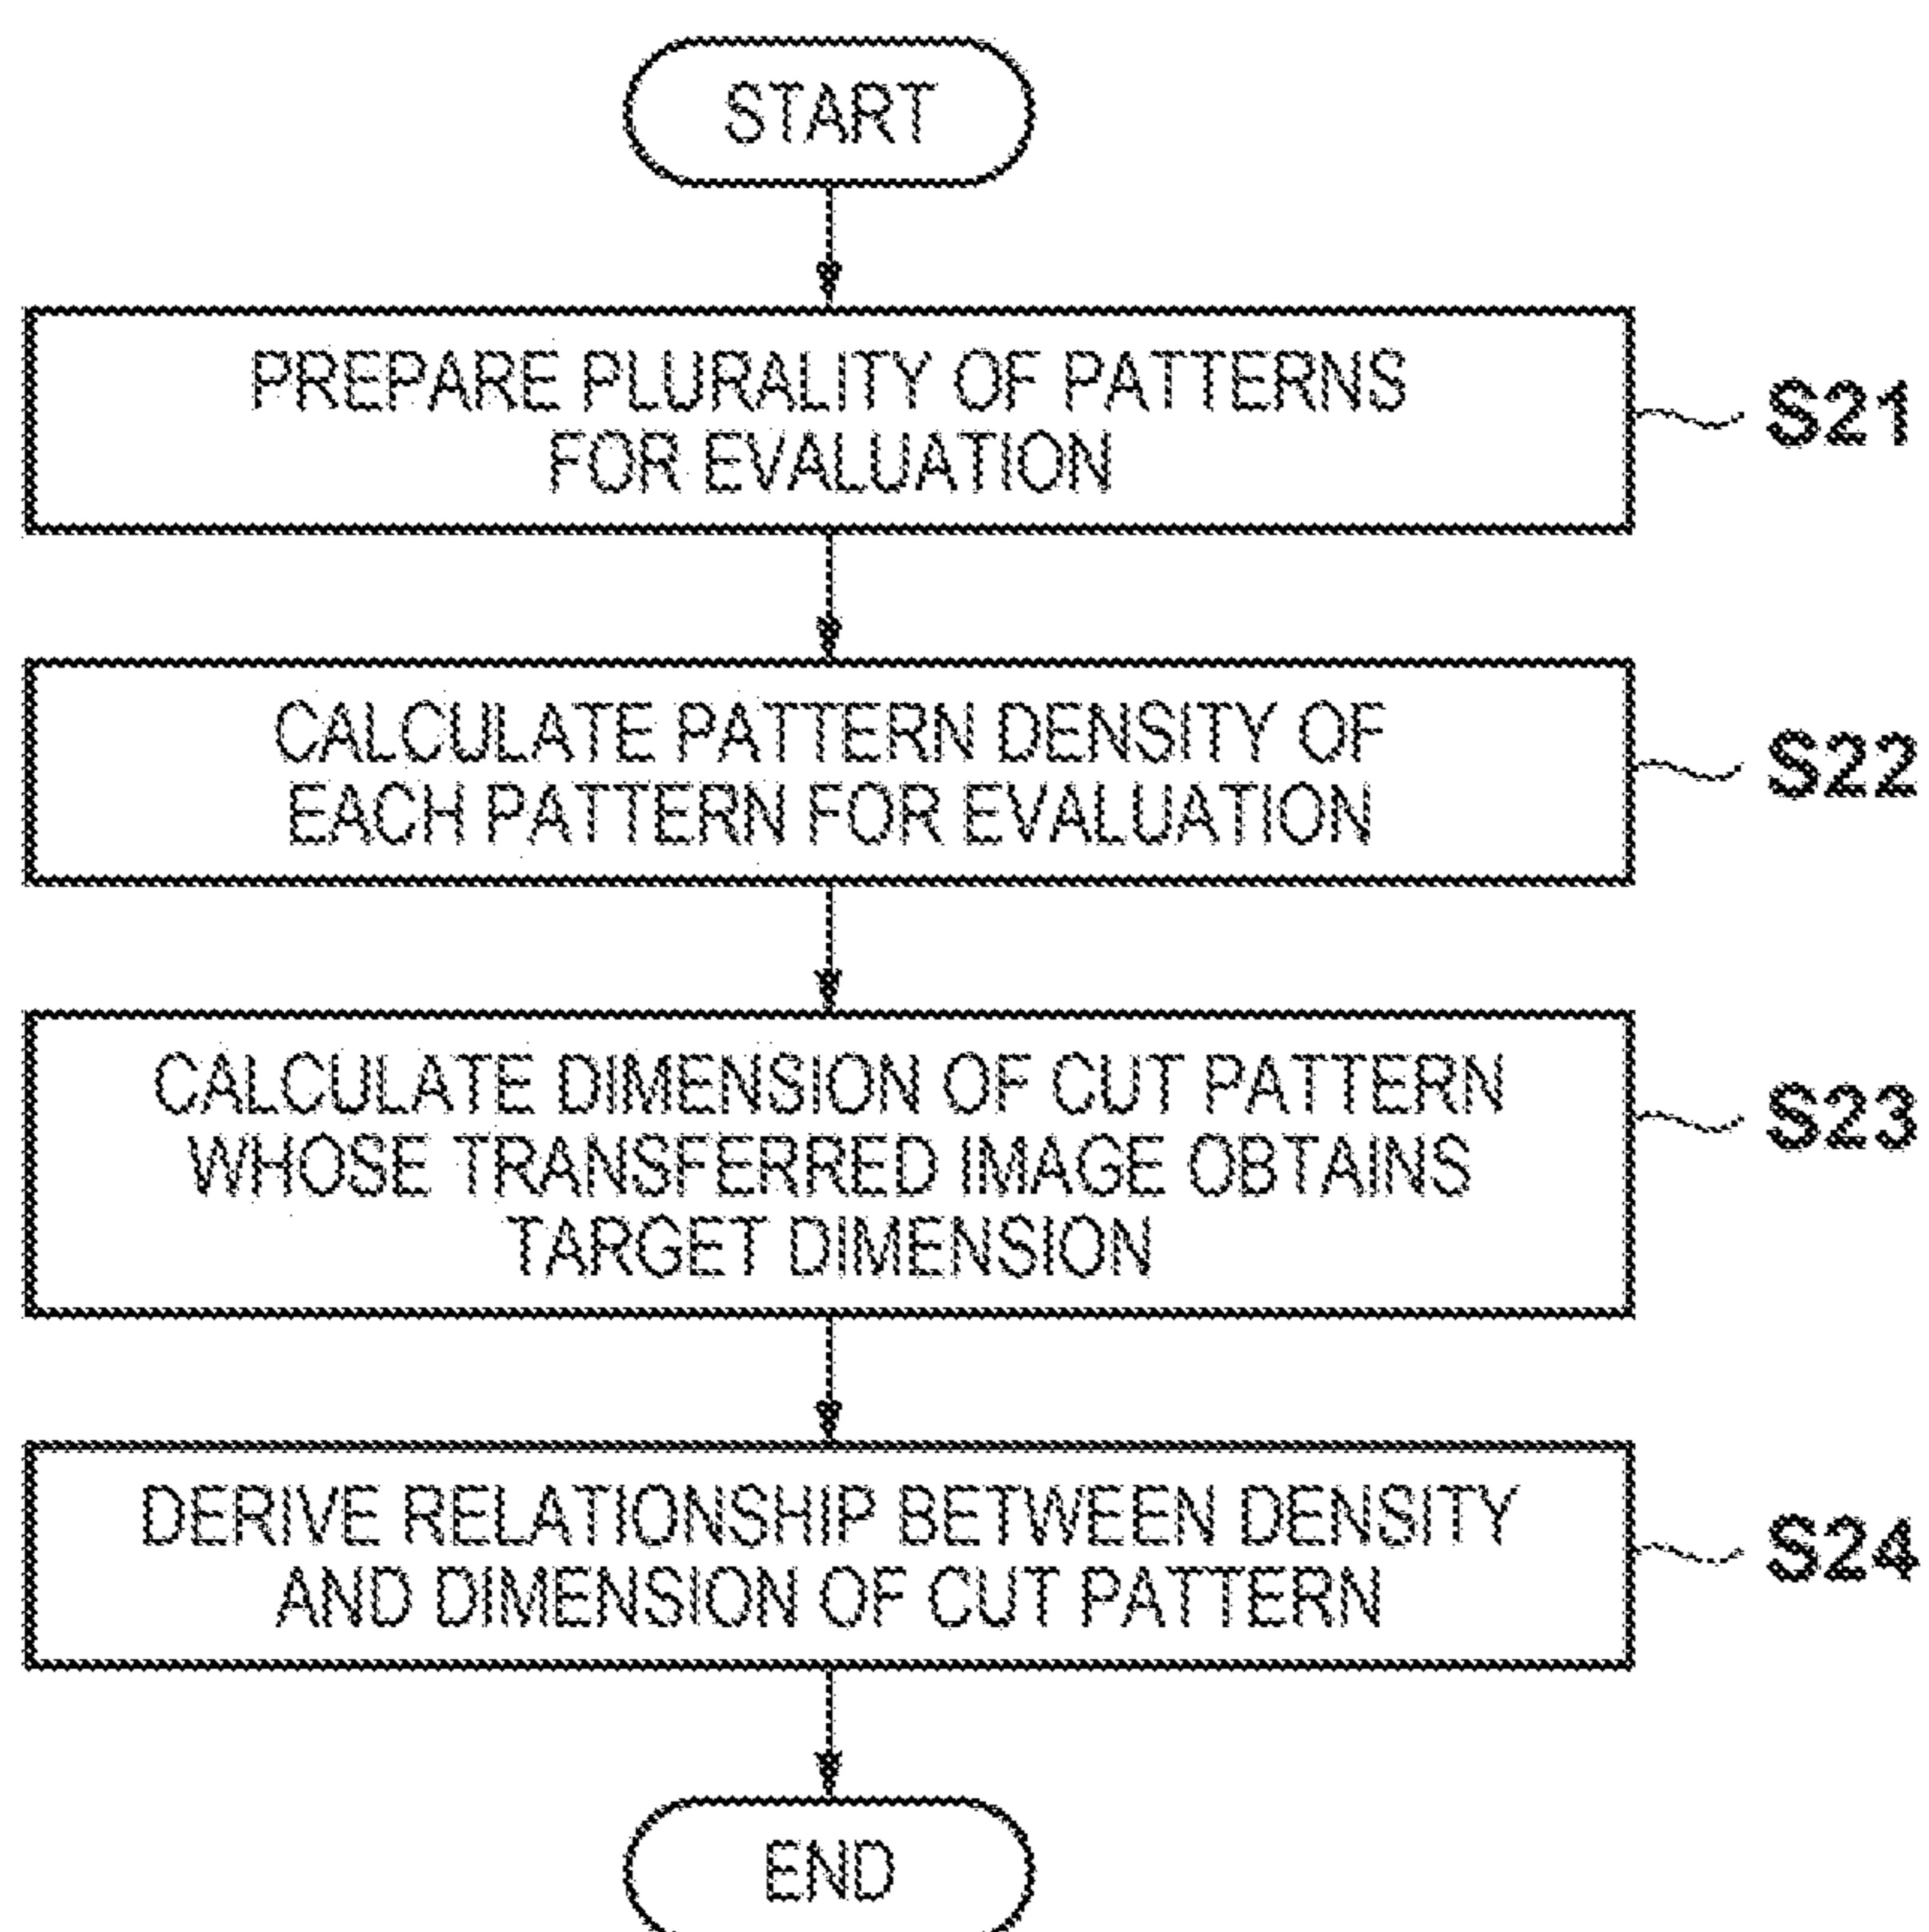 START
PREPARE PLURALITY OF PATTERNS
FOR EVALUATION
S21
CALCULATE PATTERN DENSITY OF
EACH PATTERN FOR EVALUATION
S22
CALCULATE DIMENSION OF CUT PATTERN
WHOSE TRANSFERRED IMAGE OBTAINS
TARGET DIMENSION
S23
DERIVE RELATIONSHIP BETWEEN DENSITY
AND DIMENSION OF CUT PATTERN
S24
END